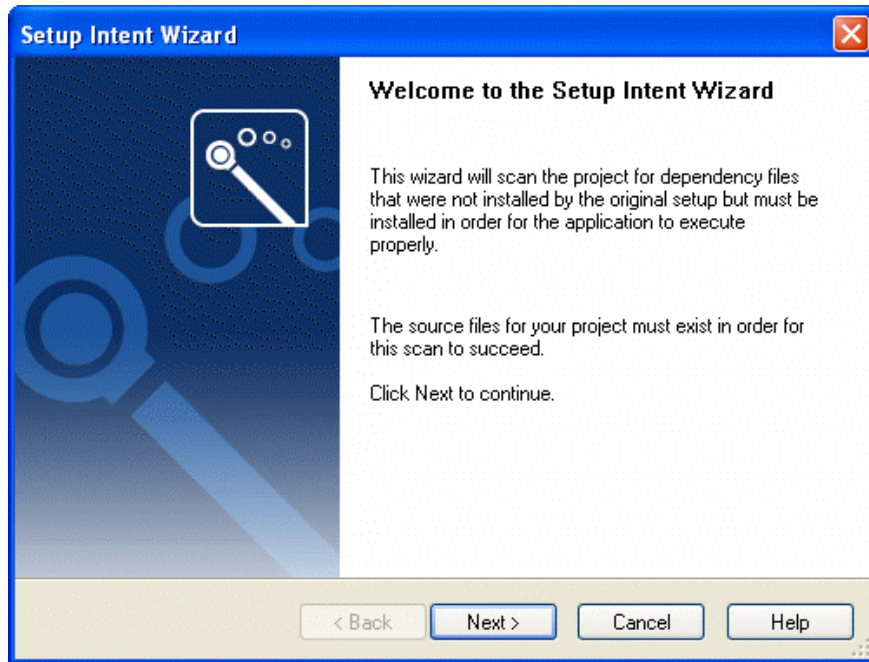 Setup Intent Wizard
Welcome to the Setup Intent Wizard
This wizard will scan the project for dependency files
that were not installed by the original setup but must be
installed in order for the application to execute
properly.
The source files for your project must exist in order for
this scan to succeed.
Click Next to continue.
< Back
Next >
Cancel
Help